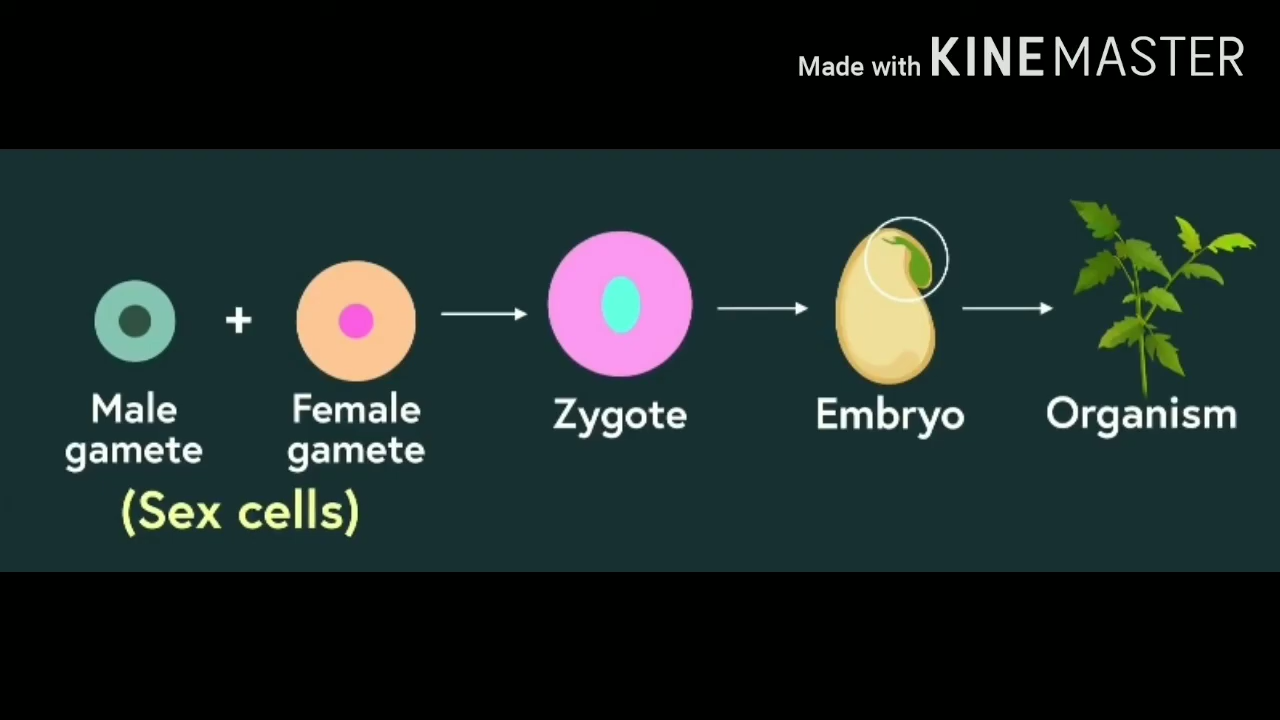 Made with KINEMASTER
Male gamete
+
Female gamete
Zygote
Embryo
Organism
(Sex cells)